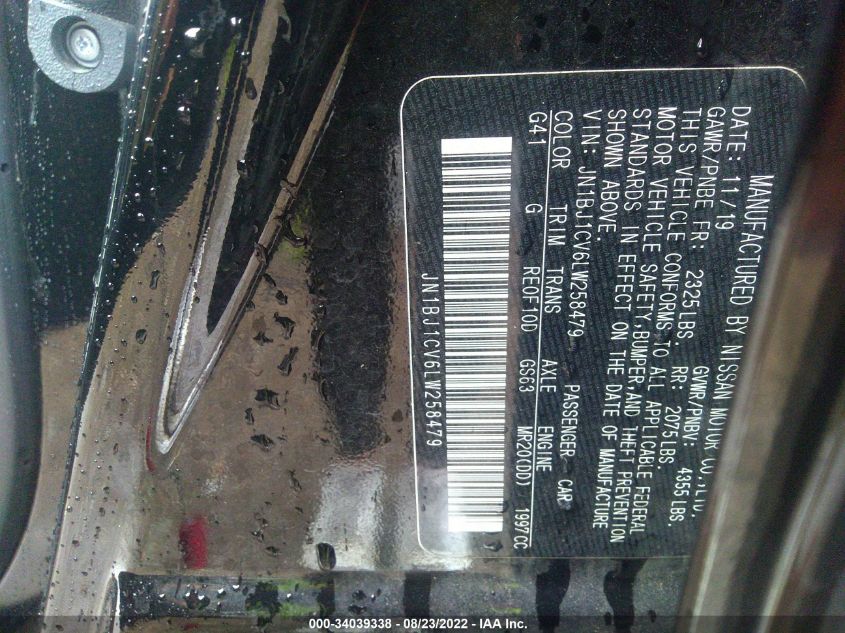 MANUFACTURED BY NISSAN MOTOR CO.,LTD.
DATE: 11/19 GVWR/PNBV: 4355 LBS.
GAWR/PNBE FR: 2325 LBS RR: 2075 LBS
THIS VEHICLE CONFORMS TO ALL APPLICABLE FEDERAL
MOTOR VEHICLE SAFETY,BUMPER,AND THEFT PREVENTION
STANDARDS IN EFFECT ON THE DATE OF MANUFACTURE
SHOWN ABOVE.
VIN: JN1BJ1CV6LW258479 PASSENGER CAR
COLOR TRIM TRANS AXLE ENGINE
G41 G RE0F10D GS63 MR20(DD) 1997CC
JN1BJ1CV6LW258479
000-34039338 - 08/23/2022 - IAA Inc.